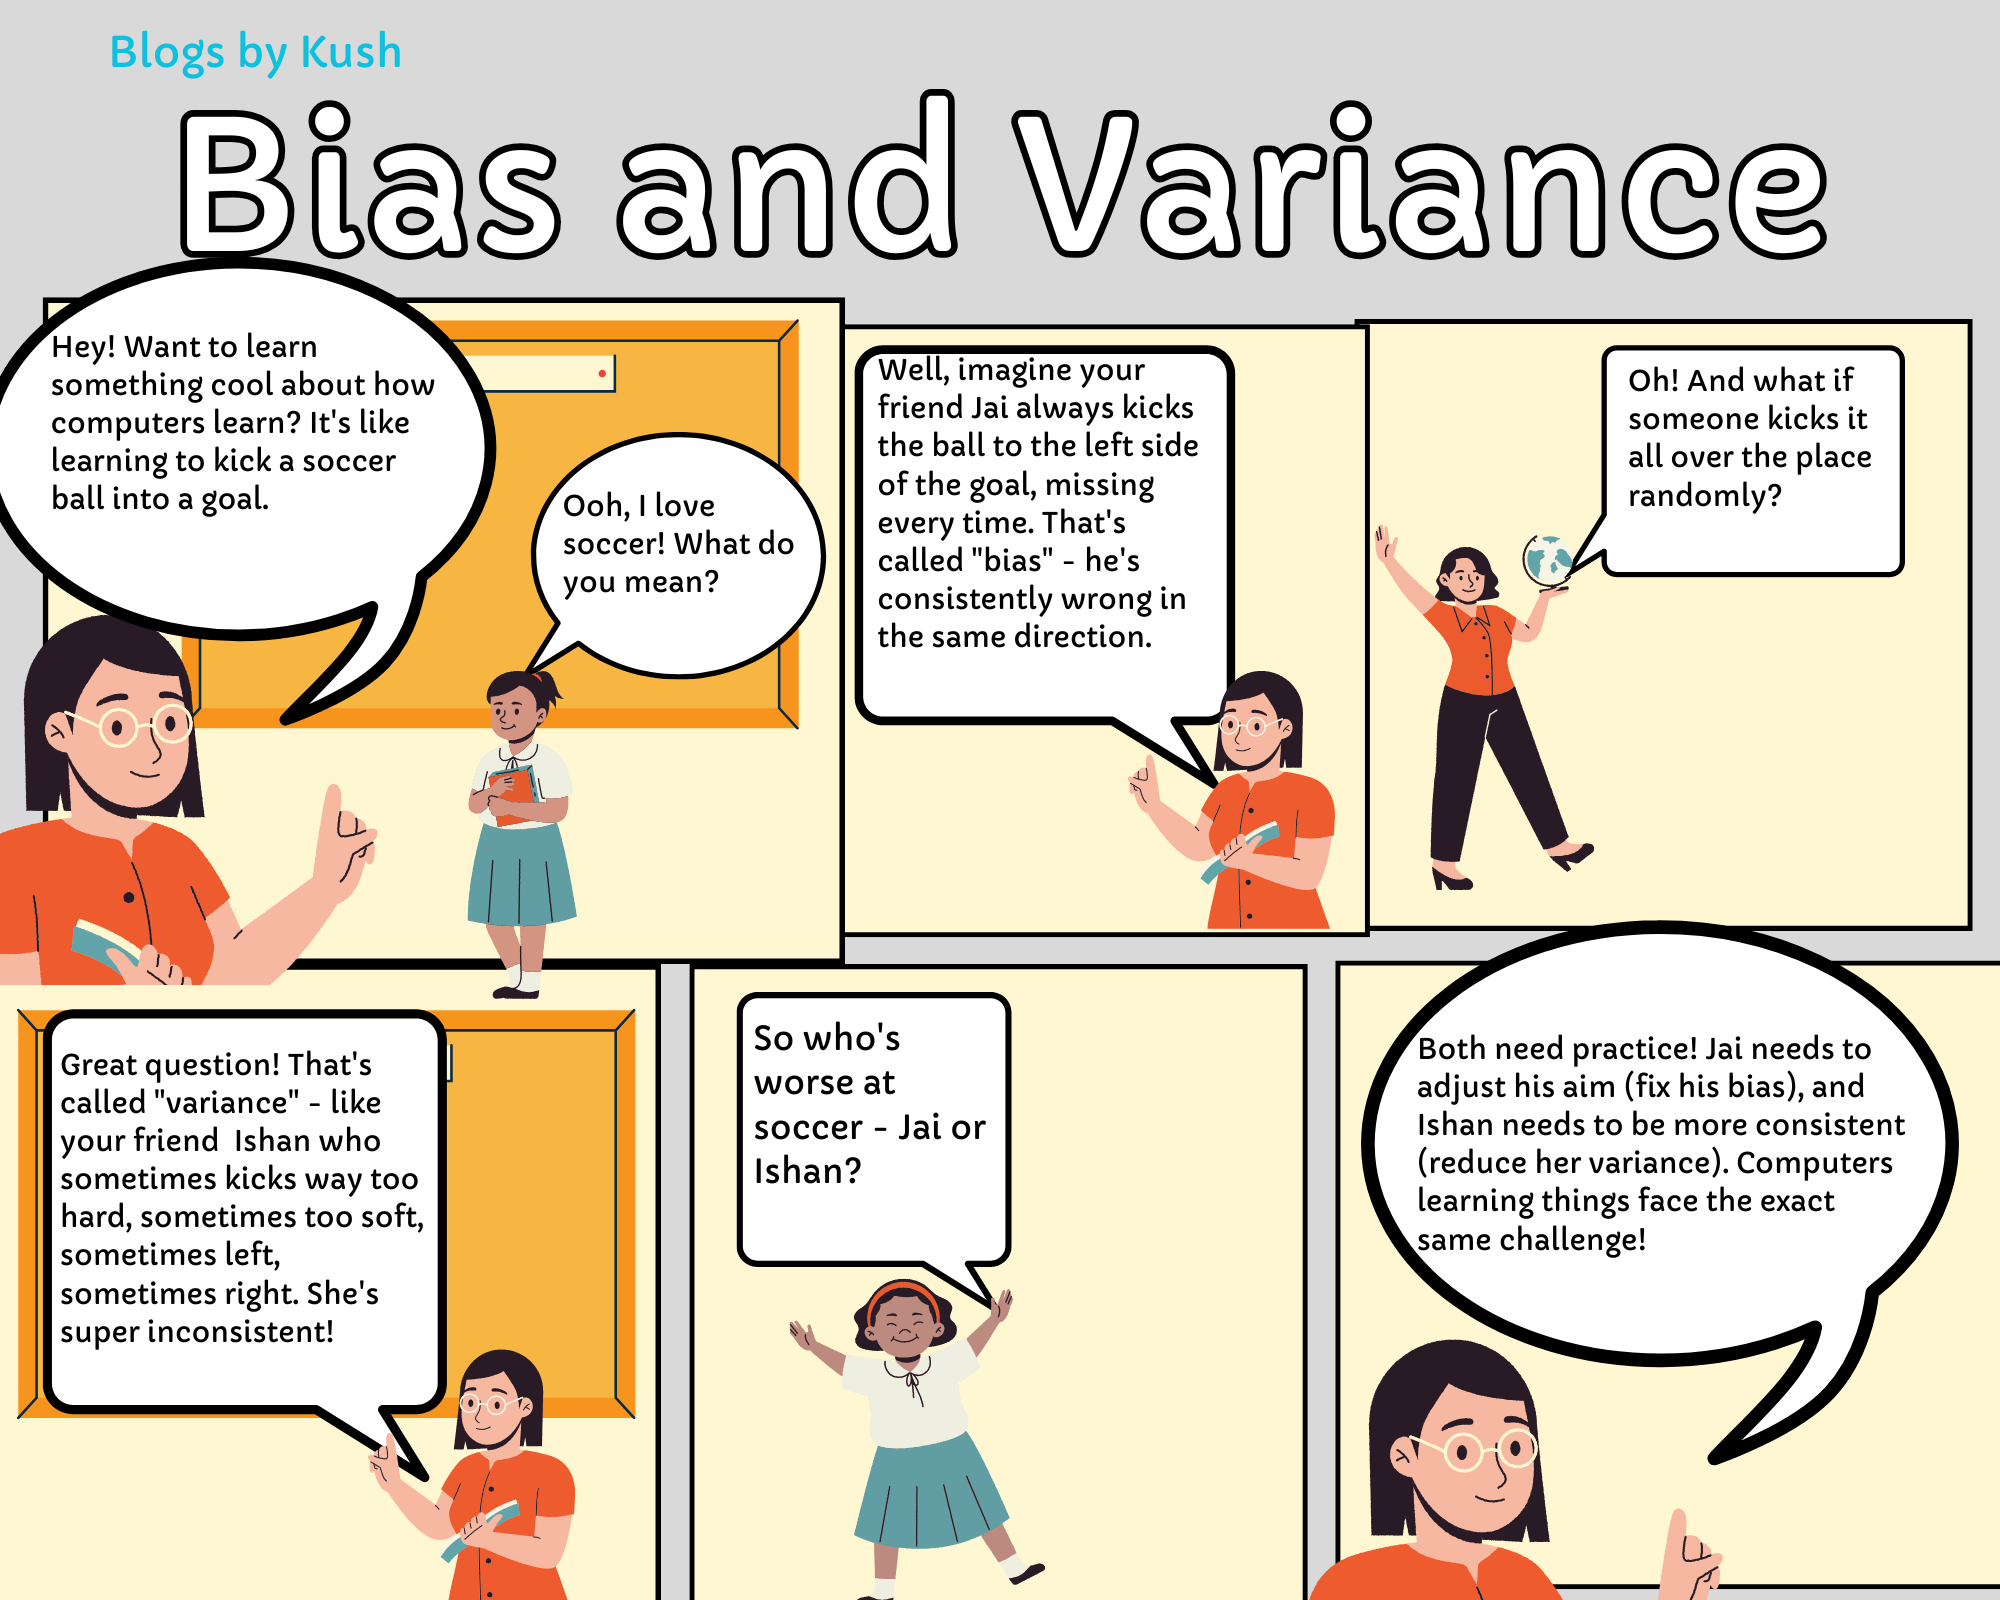 Blogs by Kush
Bias and Variance
Hey! Want to learn
something cool about how
computers learn? It's like
learning to kick a soccer
ball into a goal.
Ooh, I love
soccer! What do
you mean?
Well, imagine your
friend Jai always kicks
the ball to the left side
of the goal, missing
every time. That's
called "bias" - he's
consistently wrong in
the same direction.
Oh! And what if
someone kicks it
all over the place
randomly?
Great question! That's
called "variance" - like
your friend  Ishan who
sometimes kicks way too
hard, sometimes too soft,
sometimes left,
sometimes right. She's
super inconsistent!
So who's
worse at
soccer - Jai or
Ishan?
Both need practice! Jai needs to
adjust his aim (fix his bias), and
Ishan needs to be more consistent
(reduce her variance). Computers
learning things face the exact
same challenge!